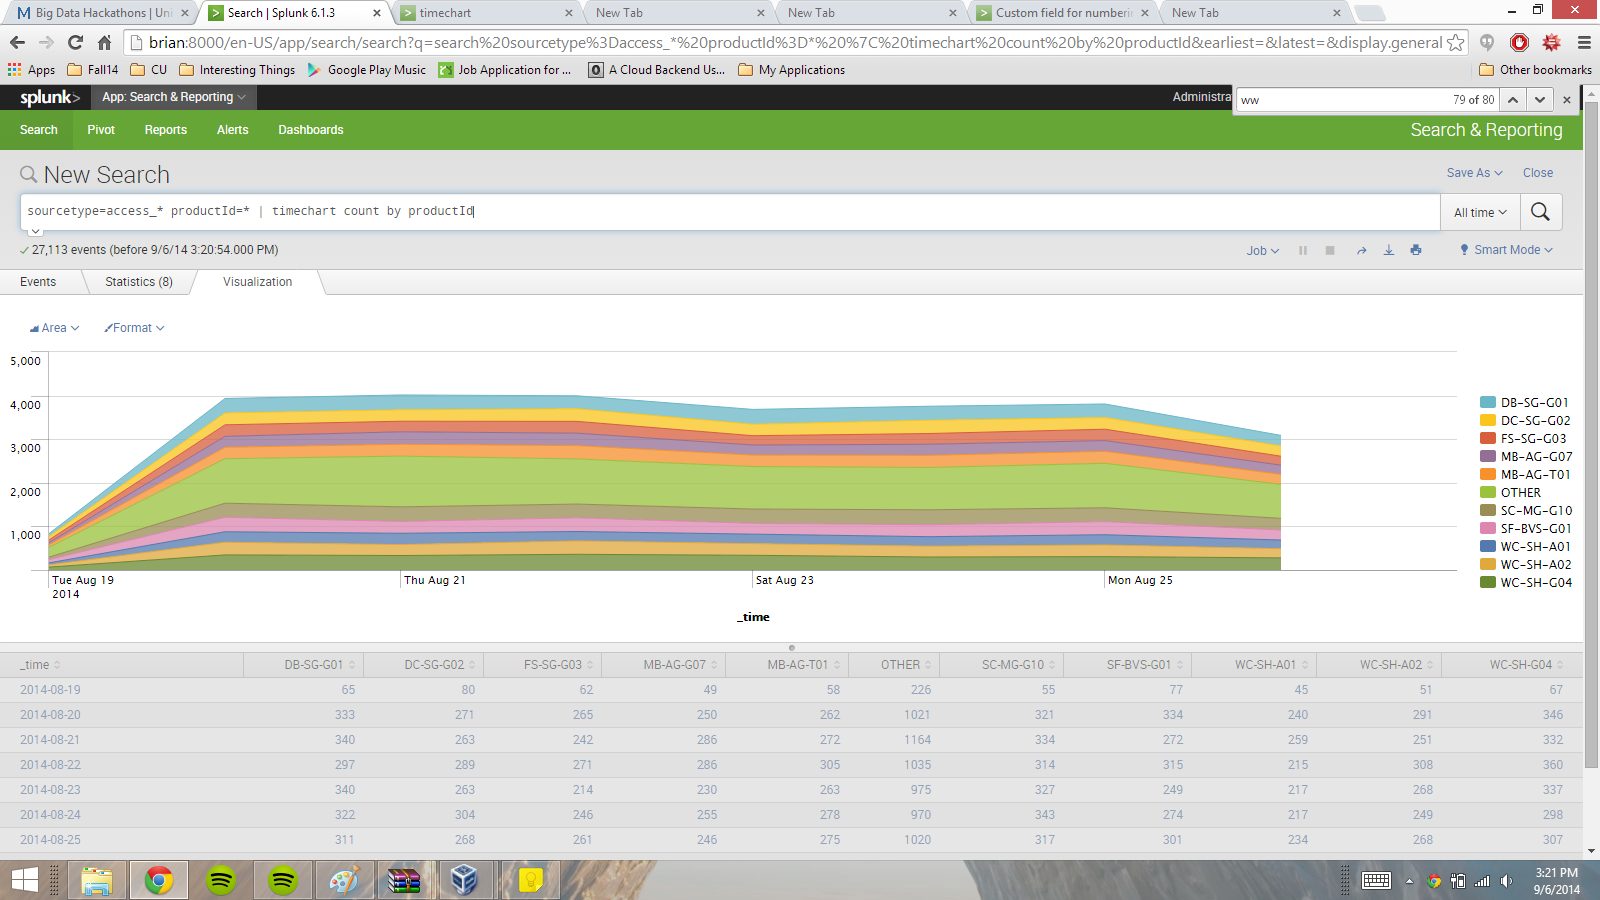 Big Data Hackathons | Uni
Search | Splunk 6.1.3
timechart
New Tab
New Tab
Custom field for numberin
New Tab
brian:8000/en-US/app/search/search?q=search%20sourcetype%3Daccess_*%20productId%3D*%20%7C%20timechart%20count%20by%20productId&earliest=&latest=&display.general
Apps Fall14 CU Interesting Things Google Play Music Job Application for ... A Cloud Backend Us... My Applications Other bookmarks
splunk> App: Search & Reporting Administra
ww 79 of 80
Search Pivot Reports Alerts Dashboards Search & Reporting
New Search Save As Close
sourcetype=access_* productId=* | timechart count by productId All time
27,113 events (before 9/6/14 3:20:54.000 PM) Job Smart Mode
Events Statistics (8) Visualization
Area Format
5,000
4,000
3,000
2,000
1,000
Tue Aug 19
2014
Thu Aug 21
Sat Aug 23
Mon Aug 25
_time
DB-SG-G01
DC-SG-G02
FS-SG-G03
MB-AG-G07
MB-AG-T01
OTHER
SC-MG-G10
SF-BVS-G01
WC-SH-A01
WC-SH-A02
WC-SH-G04
_time DB-SG-G01 DC-SG-G02 FS-SG-G03 MB-AG-G07 MB-AG-T01 OTHER SC-MG-G10 SF-BVS-G01 WC-SH-A01 WC-SH-A02 WC-SH-G04
2014-08-19 65 80 62 49 58 226 55 77 45 51 67
2014-08-20 333 271 265 250 262 1021 321 334 240 291 346
2014-08-21 340 263 242 286 272 1164 334 272 259 251 332
2014-08-22 297 289 271 286 305 1035 314 315 215 308 360
2014-08-23 340 263 214 230 263 975 327 249 217 268 337
2014-08-24 322 304 246 255 278 970 343 274 217 249 298
2014-08-25 311 268 261 246 275 1020 317 301 234 268 307
3:21 PM
9/6/2014